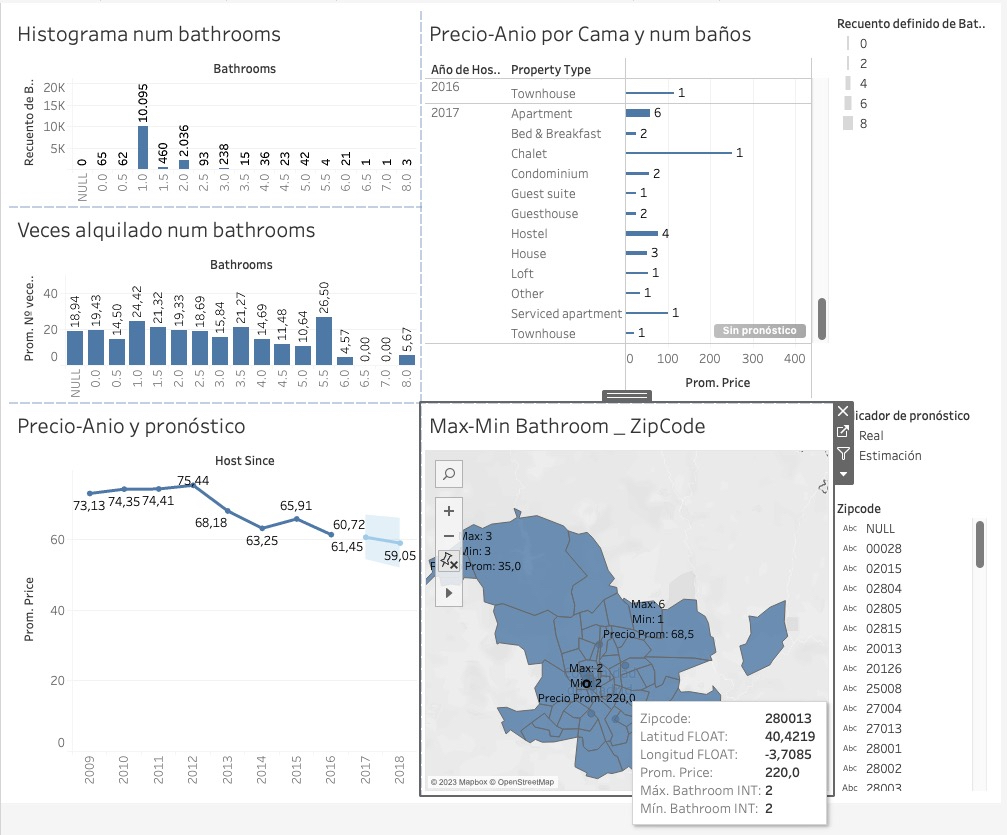 Histograma num bathrooms
Bathrooms
Recuento de B..
20K
15K
10K
5K
0
65
62
10.095
460
2.036
93
238
15
36
23
42
4
21
1
1
3
NULL
0.0
0.5
1.0
1.5
2.0
2.5
3.0
3.5
4.0
4.5
5.0
5.5
6.0
6.5
7.0
8.0
Veces alquilado num bathrooms
Bathrooms
Prom. Nº vece..
40
20
0
18,94
19,43
14,50
24,42
21,32
19,33
18,69
15,84
21,27
14,69
11,48
10,64
26,50
4,57
0,00
0,00
5,67
NULL
0.0
0.5
1.0
1.5
2.0
2.5
3.0
3.5
4.0
4.5
5.0
5.5
6.0
6.5
7.0
8.0
Precio-Anio y pronóstico
Host Since
Prom. Price
60
40
20
0
73,13
74,35
74,41
75,44
68,18
63,25
65,91
61,45
60,72
59,05
2009
2010
2011
2012
2013
2014
2015
2016
2017
2018
Precio-Anio por Cama y num baños
Año de Hos.. Property Type
2016
Townhouse 1
2017 Apartment 6
Bed & Breakfast 2
Chalet 1
Condominium 2
Guest suite 1
Guesthouse 2
Hostel 4
House 3
Loft 1
Other 1
Serviced apartment 1
Townhouse 1
Sin pronóstico
0 100 200 300 400
Prom. Price
Max-Min Bathroom _ ZipCode
Max: 3
Min: 3
Prom: 35,0
Max: 6
Min: 1
Precio Prom: 68,5
Max: 2
Min: 2
Precio Prom: 220,0
© 2023 Mapbox © OpenStreetMap
Zipcode: 280013
Latitud FLOAT: 40,4219
Longitud FLOAT: -3,7085
Prom. Price: 220,0
Máx. Bathroom INT: 2
Mín. Bathroom INT: 2
Recuento definido de Bat..
0
2
4
6
8
icador de pronóstico
Real
Estimación
Zipcode
Abc NULL
Abc 00028
Abc 02015
Abc 02804
Abc 02805
Abc 02815
Abc 20013
Abc 20126
Abc 25008
Abc 27004
Abc 27013
Abc 28001
Abc 28002
Abc 28003